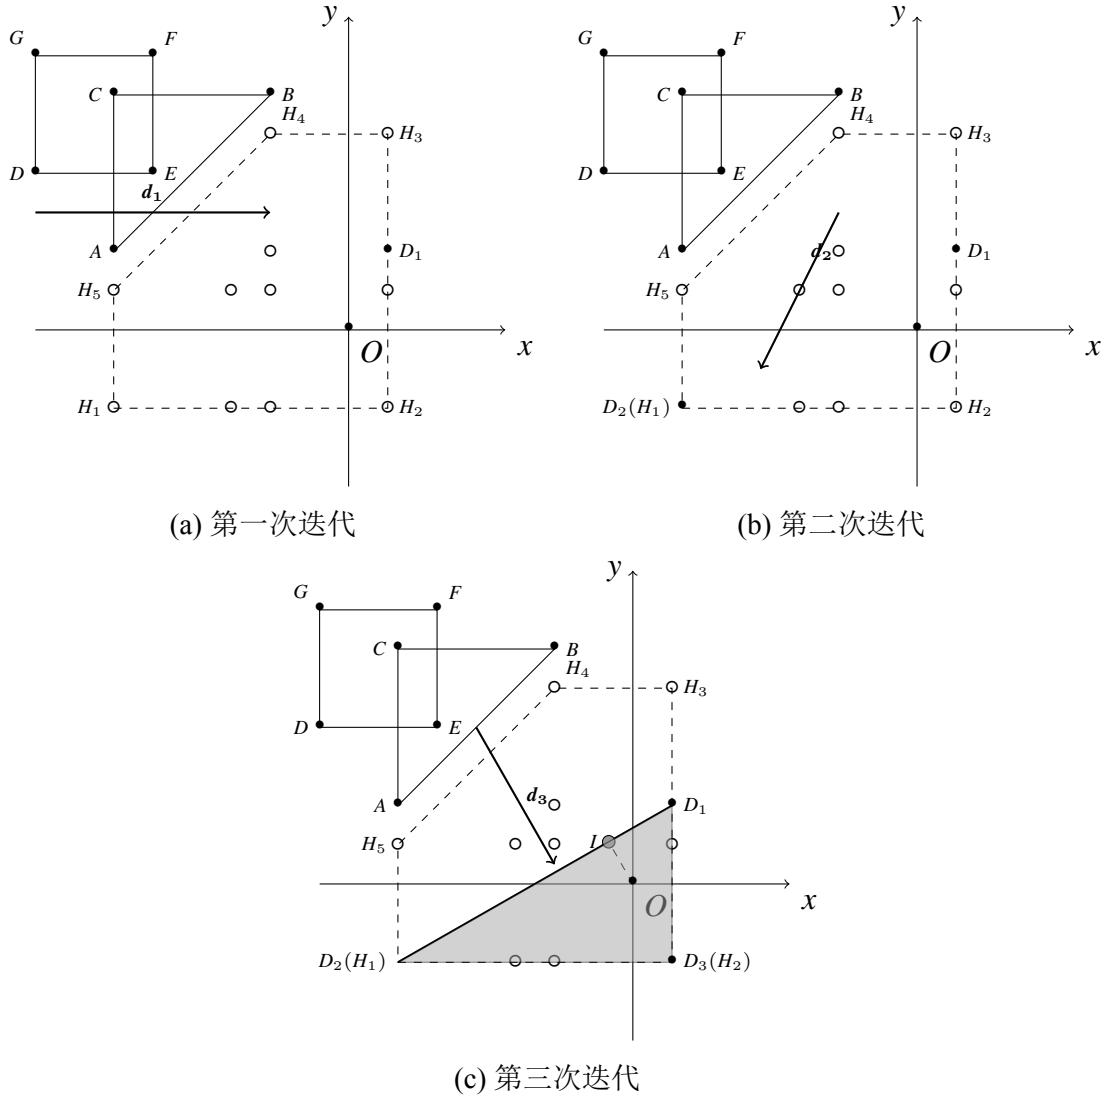 y
G
F
C
B
H₄
H₃
D
E
d₁
A
D₁
H₅
x
O
H₁
H₂
(a) 第一次迭代
y
G
F
C
B
H₄
H₃
D
E
A
d₂
D₁
H₅
x
O
D₂(H₁)
H₂
(b) 第二次迭代
y
G
F
C
B
H₄
H₃
D
E
d₃
A
D₁
H₅
I
x
O
D₂(H₁)
D₃(H₂)
(c) 第三次迭代